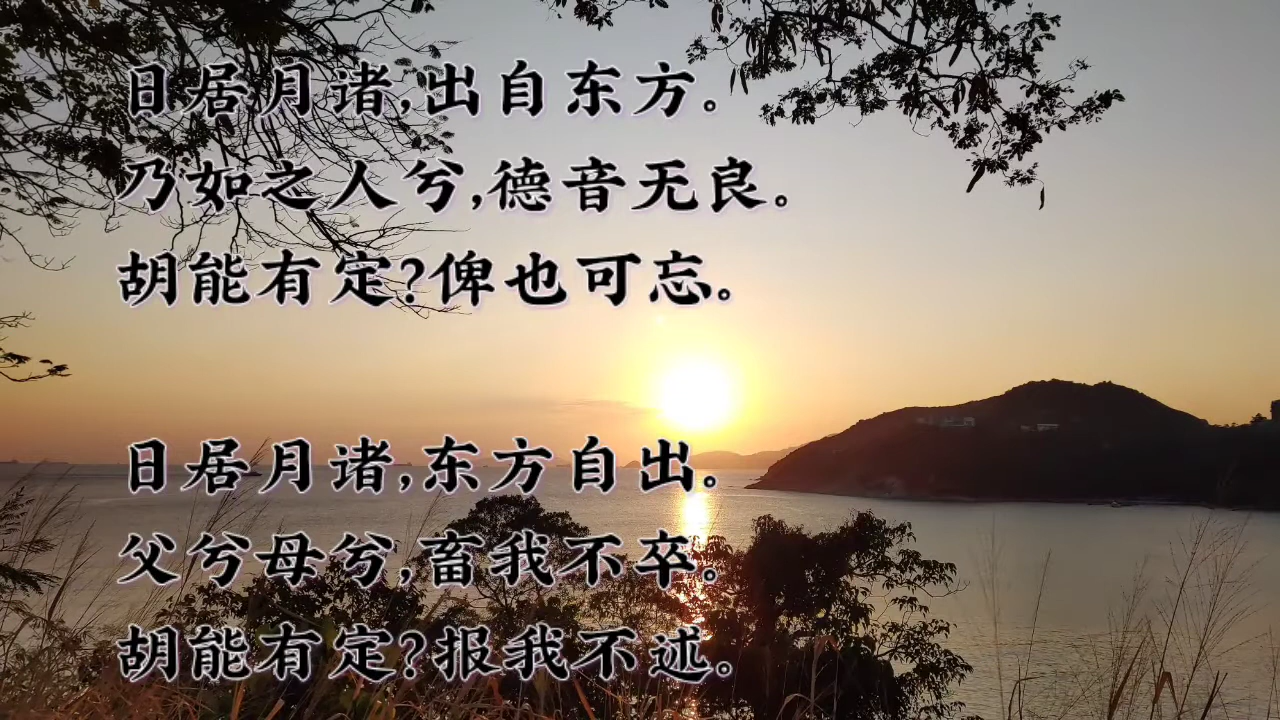 日居月诸,出自东方。
乃如之人兮,德音无良。
胡能有定?俾也可忘。
日居月诸,东方自出。
父兮母兮,畜我不卒。
胡能有定?报我不述。